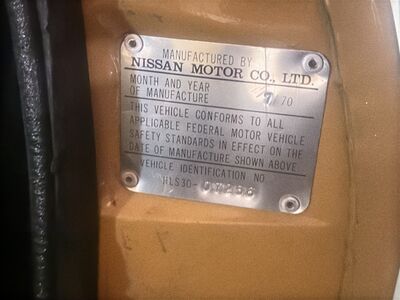 MANUFACTURED BY
NISSAN MOTOR CO., LTD.
MONTH AND YEAR
OF MANUFACTURE 7/70
THIS VEHICLE CONFORMS TO ALL
APPLICABLE FEDERAL MOTOR VEHICLE
SAFETY STANDARDS IN EFFECT ON THE
DATE OF MANUFACTURE SHOWN ABOVE
VEHICLE IDENTIFICATION NO